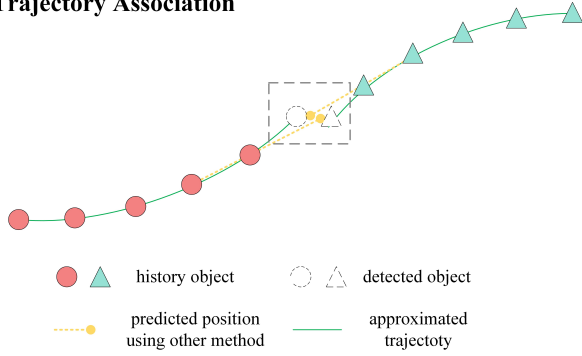 Trajectory Association
history object
detected object
predicted position
using other method
approximated
trajectoty